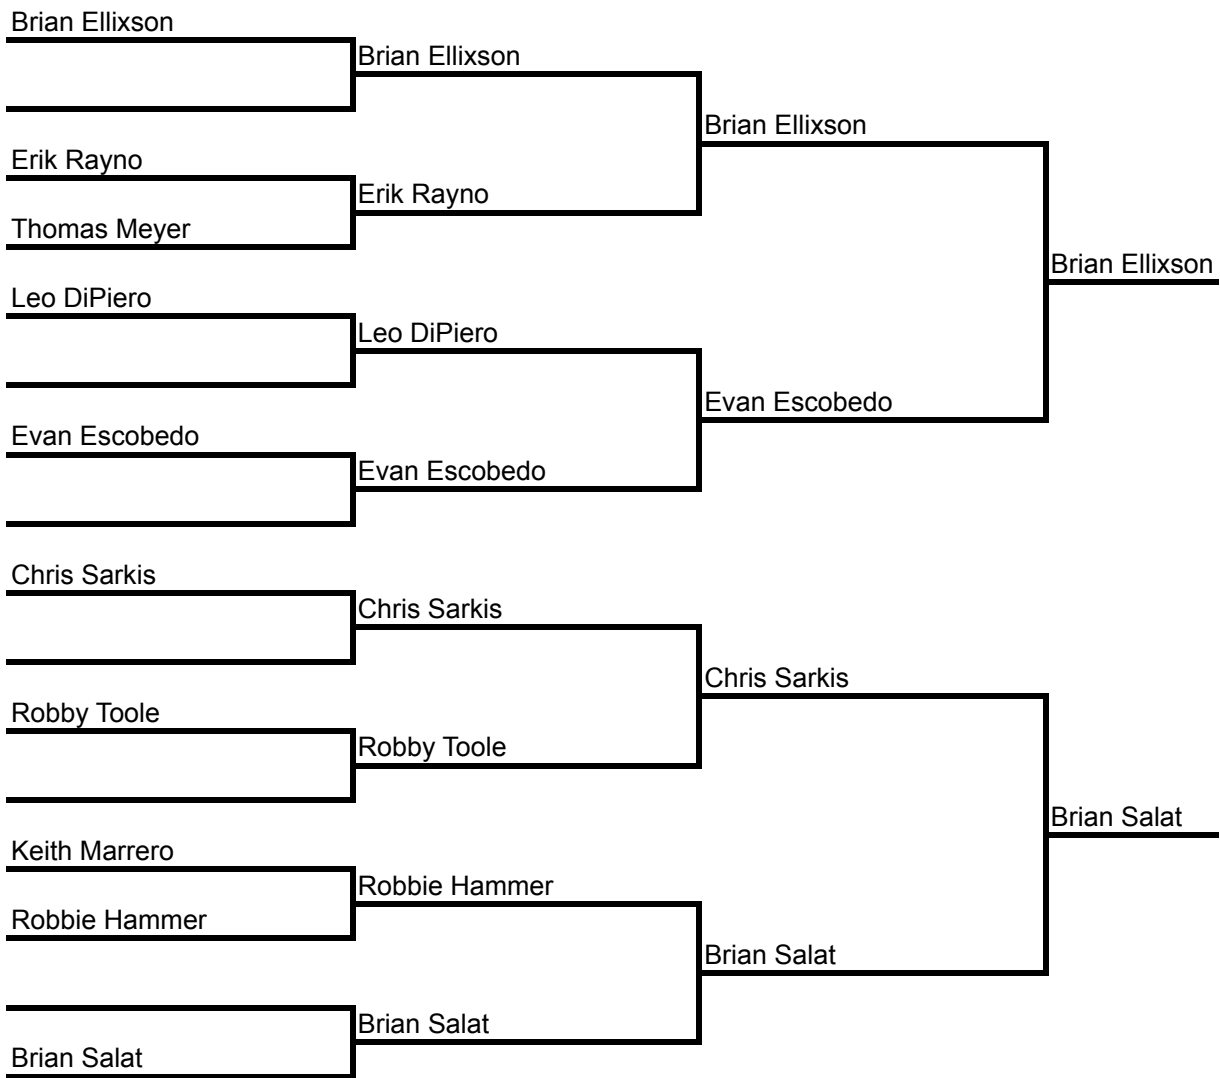 Brian Ellixson
Erik Rayno
Thomas Meyer
Leo DiPiero
Evan Escobedo
Chris Sarkis
Robby Toole
Keith Marrero
Robbie Hammer
Brian Salat
Brian Ellixson
Erik Rayno
Leo DiPiero
Evan Escobedo
Chris Sarkis
Robby Toole
Robbie Hammer
Brian Salat
Brian Ellixson
Evan Escobedo
Chris Sarkis
Brian Salat
Brian Ellixson
Brian Salat